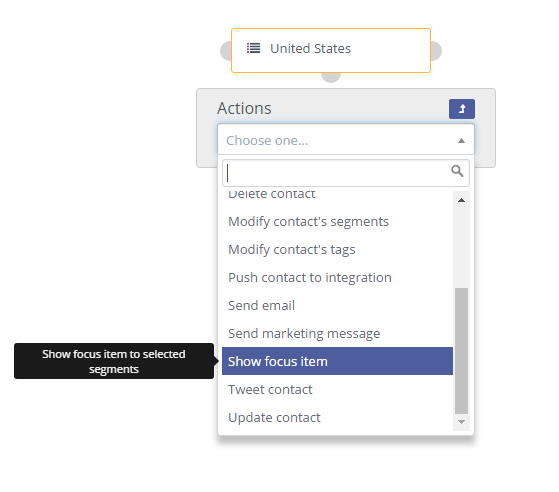 United States
Actions
Choose one...
Delete contact
Modify contact's segments
Modify contact's tags
Push contact to integration
Send email
Send marketing message
Show focus item to selected
segments
Show focus item
Tweet contact
Update contact